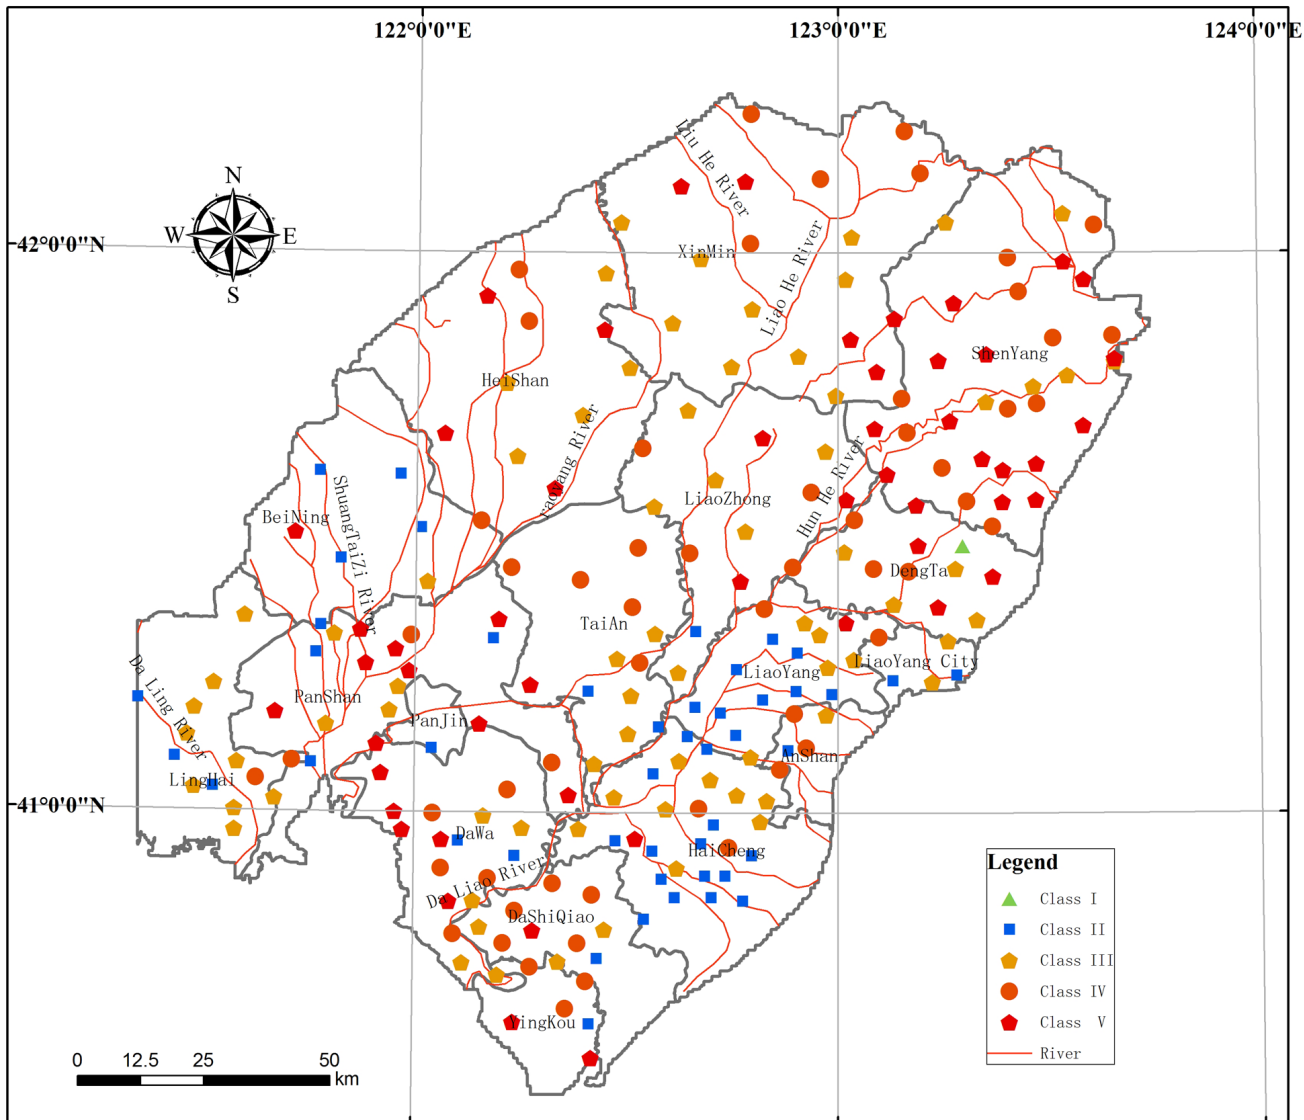 122°0'0"E
123°0'0"E
124°0'0"E
N
W
E
S
42°0'0"N
41°0'0"N
Liu He River
XinMin
Liao He River
ShenYang
HeiShan
raoyang River
LiaoZhong
Hun He River
BeiNing
ShuangTaiZi River
DengTa
TaiAn
LiaoYang City
LiaoYang
Da Ling River
PanShan
PanJin
AnShan
LingHai
DaWa
HaiCheng
Da Liao River
DaShiQiao
YingKou
Legend
Class I
Class II
Class III
Class IV
Class V
River
0 12.5 25 50
km